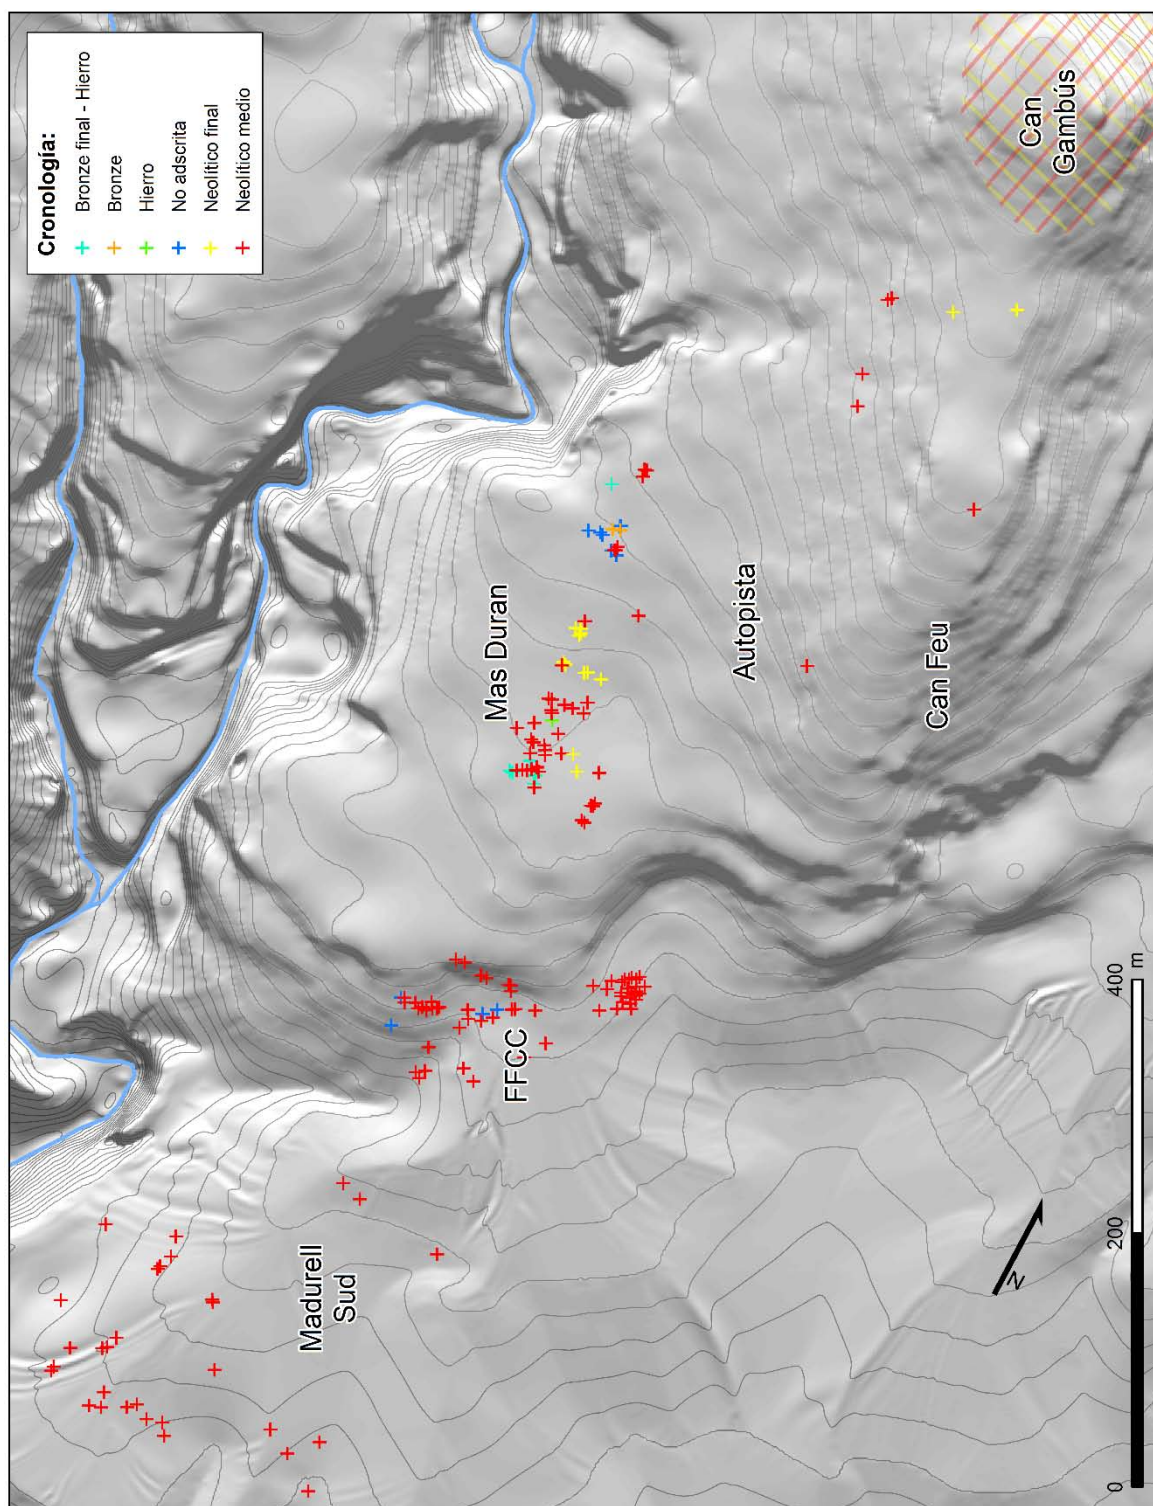 Cronología:
Bronze final - Hierro
Bronze
Hierro
No adscrita
Neolítico final
Neolítico medio
Can
Gambús
Mas Duran
Autopista
Can Feu
FFCC
Madurell
Sud
N
0
200
400
m